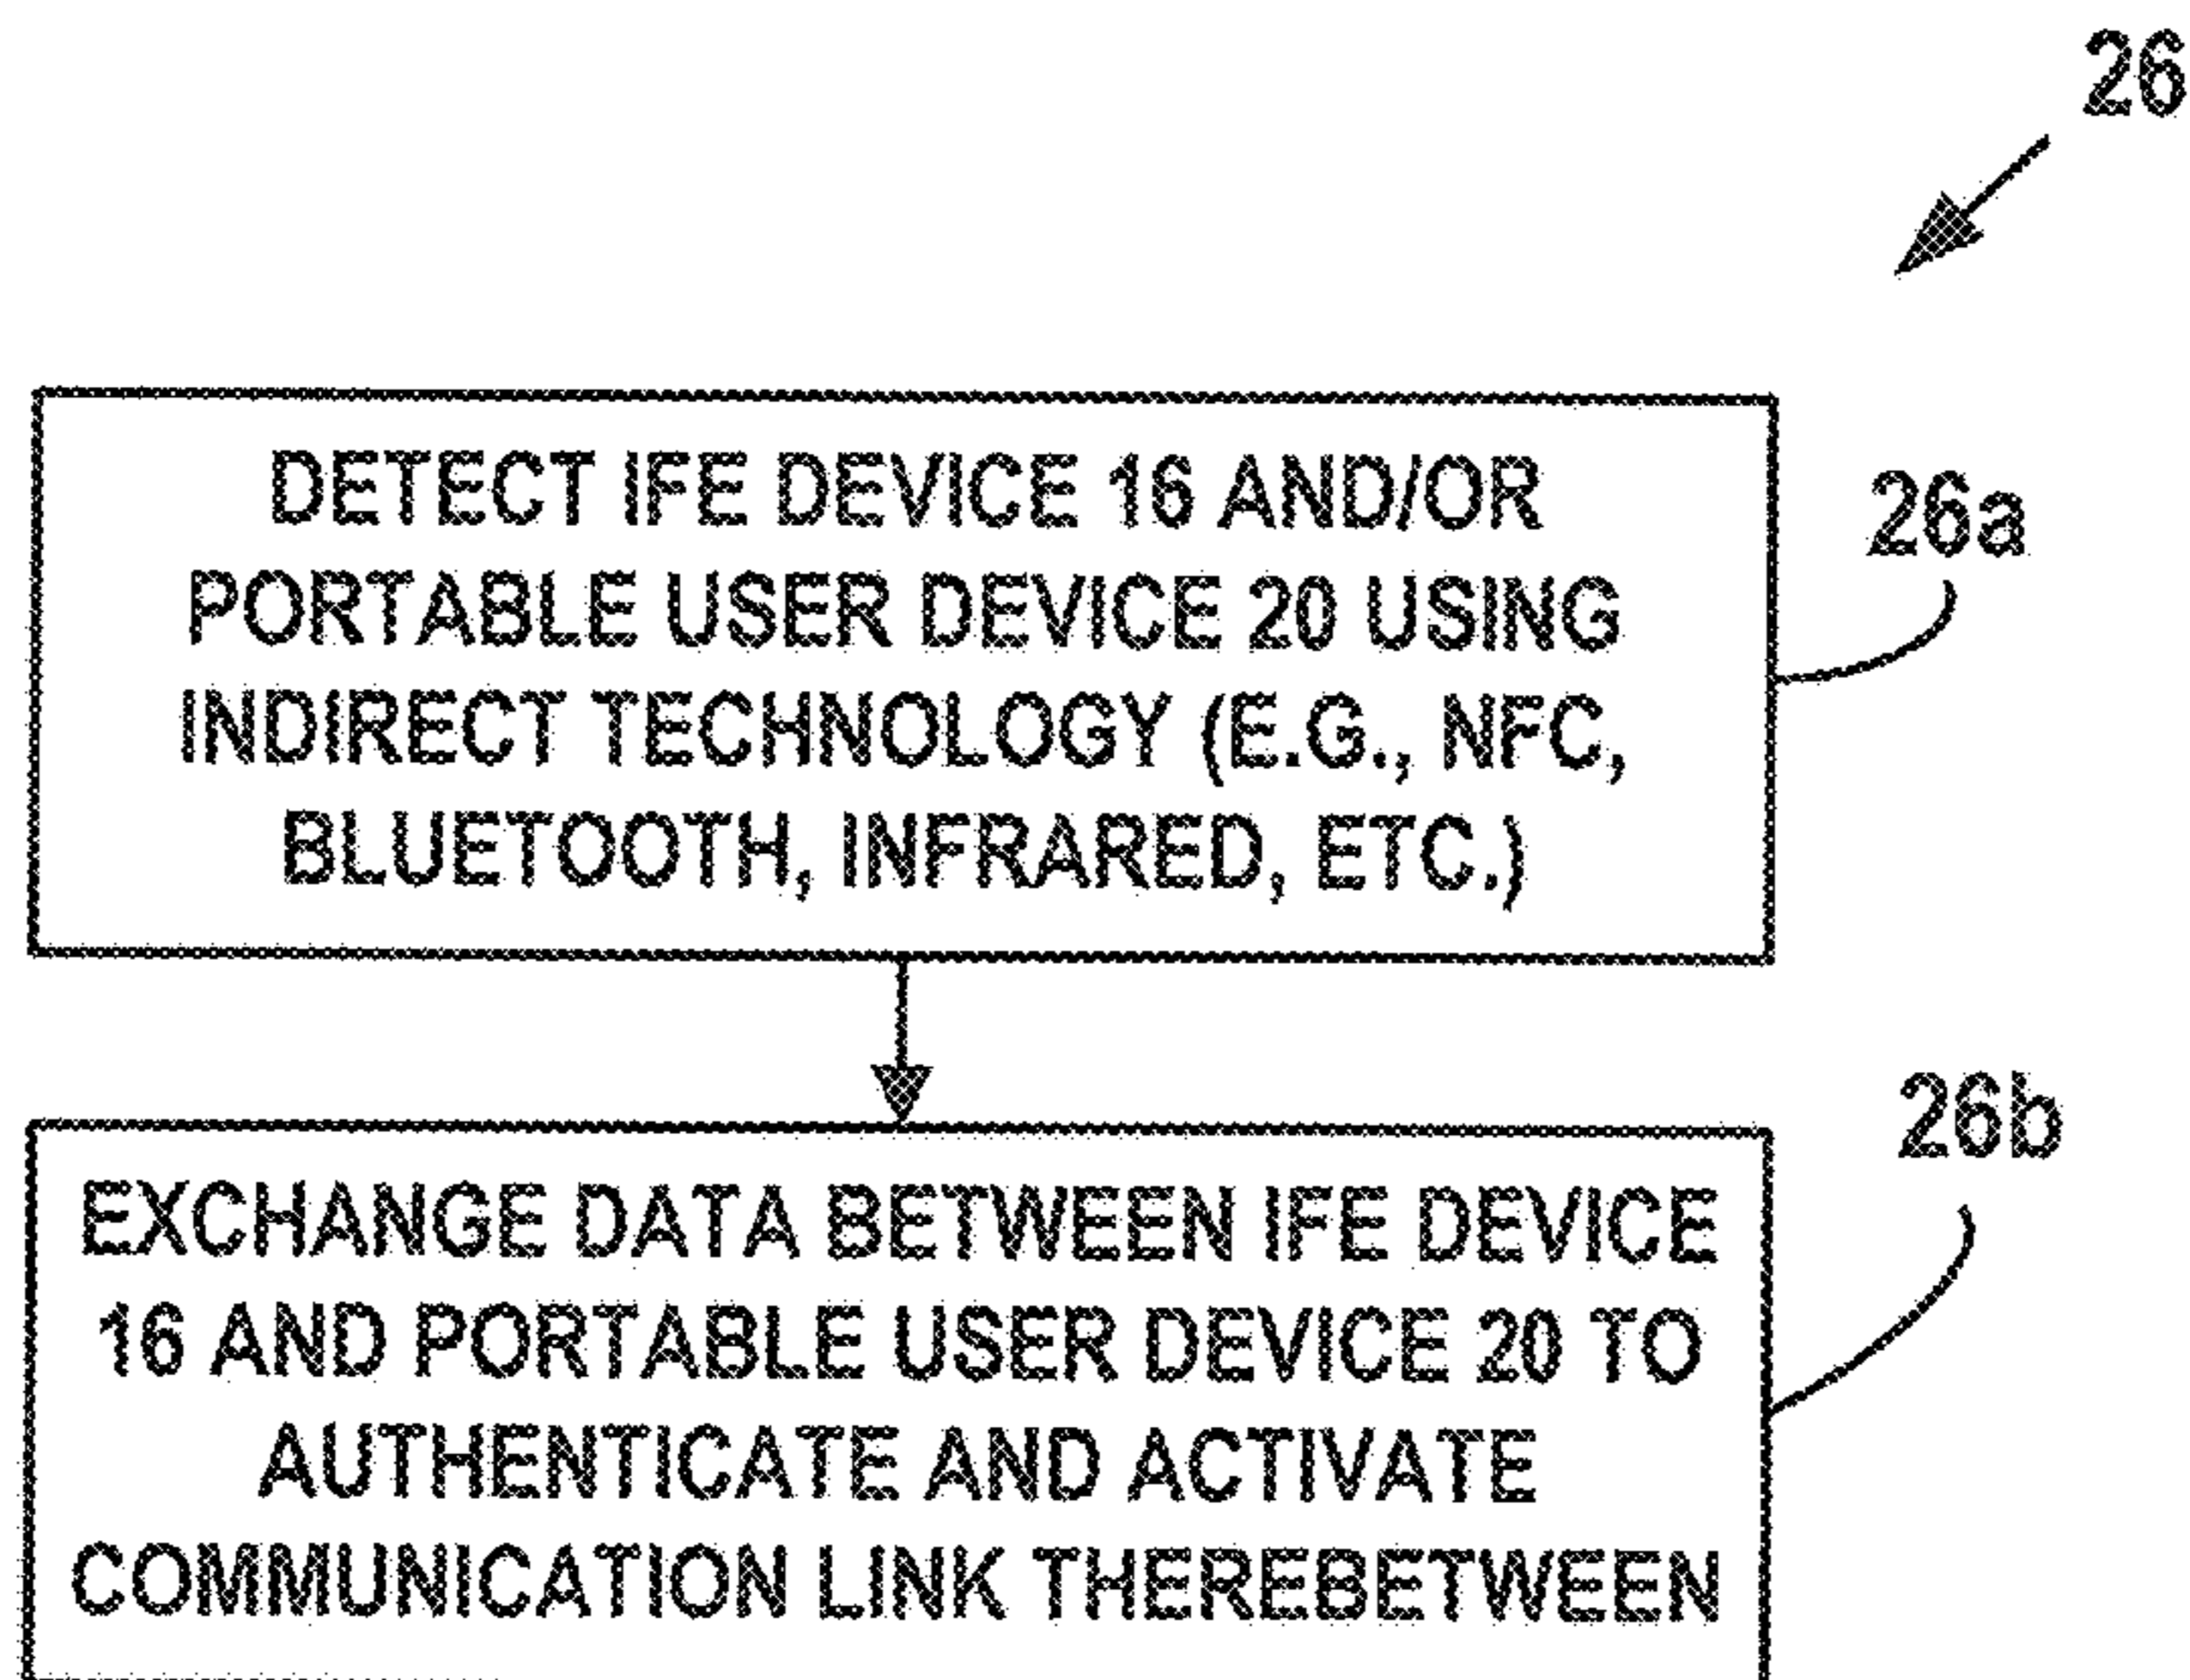 26
DETECT IFE DEVICE 16 AND/OR
PORTABLE USER DEVICE 20 USING
INDIRECT TECHNOLOGY (E.G., NFC,
BLUETOOTH, INFRARED, ETC.)
26a
EXCHANGE DATA BETWEEN IFE DEVICE
16 AND PORTABLE USER DEVICE 20 TO
AUTHENTICATE AND ACTIVATE
COMMUNICATION LINK THEREBETWEEN
26b